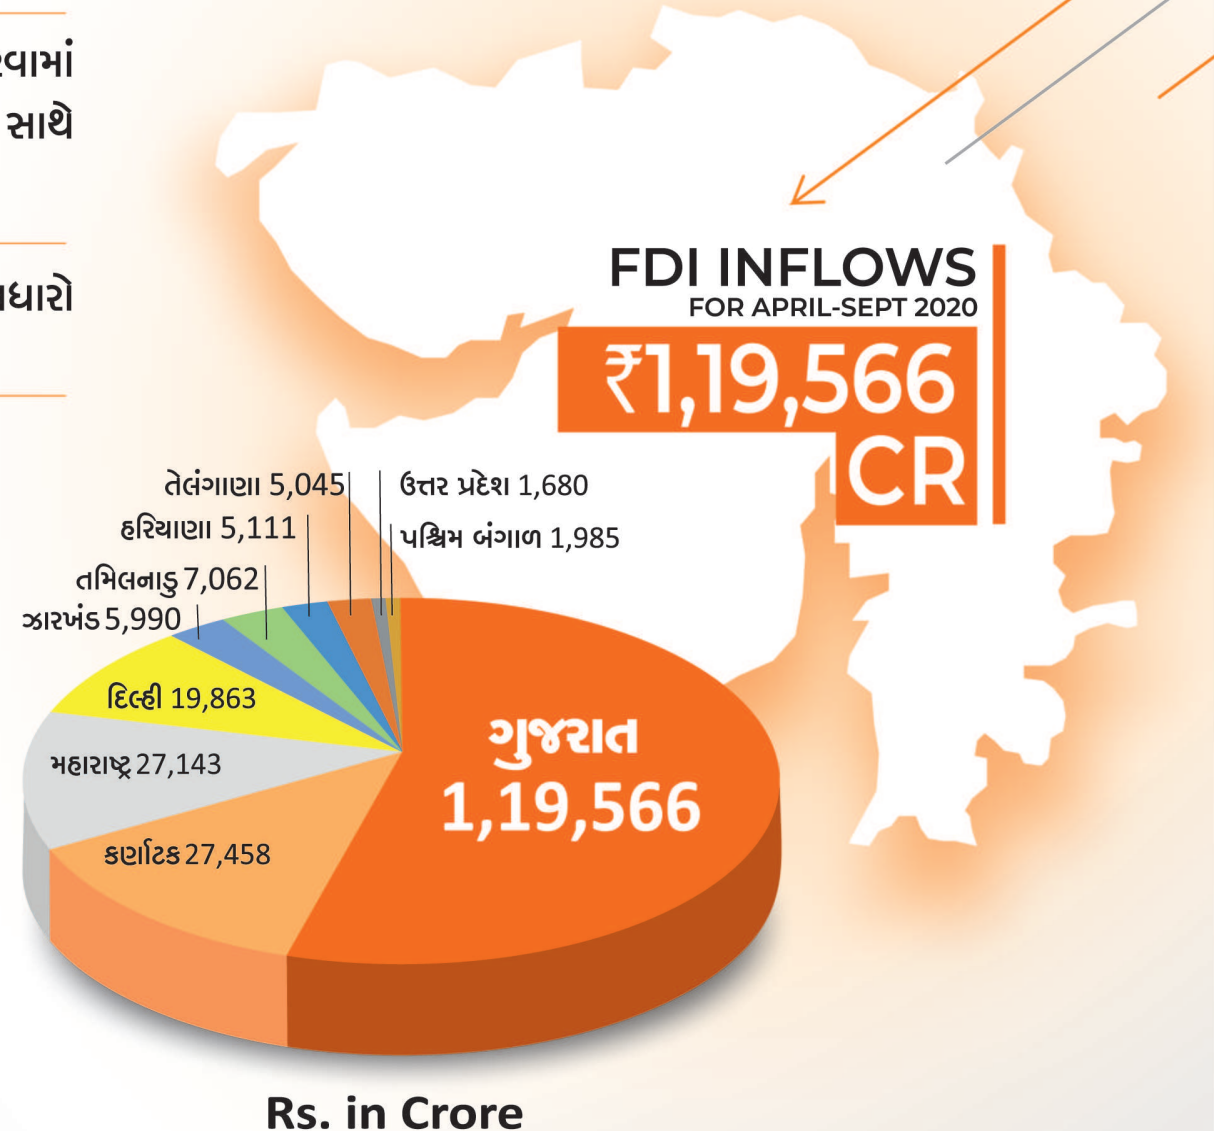 સાથે
FDI INFLOWS
FOR APRIL-SEPT 2020
₹1,19,566
CR
તેલંગાણા 5,045
ઉત્તર પ્રદેશ 1,680
હરિયાણા 5,111
પશ્ચિમ બંગાળ 1,985
તમિલનાડુ 7,062
ઝારખંડ 5,990
દિલ્હી 19,863
મહારાષ્ટ્ર 27,143
કર્ણાટક 27,458
ગુજરાત
1,19,566
Rs. in Crore